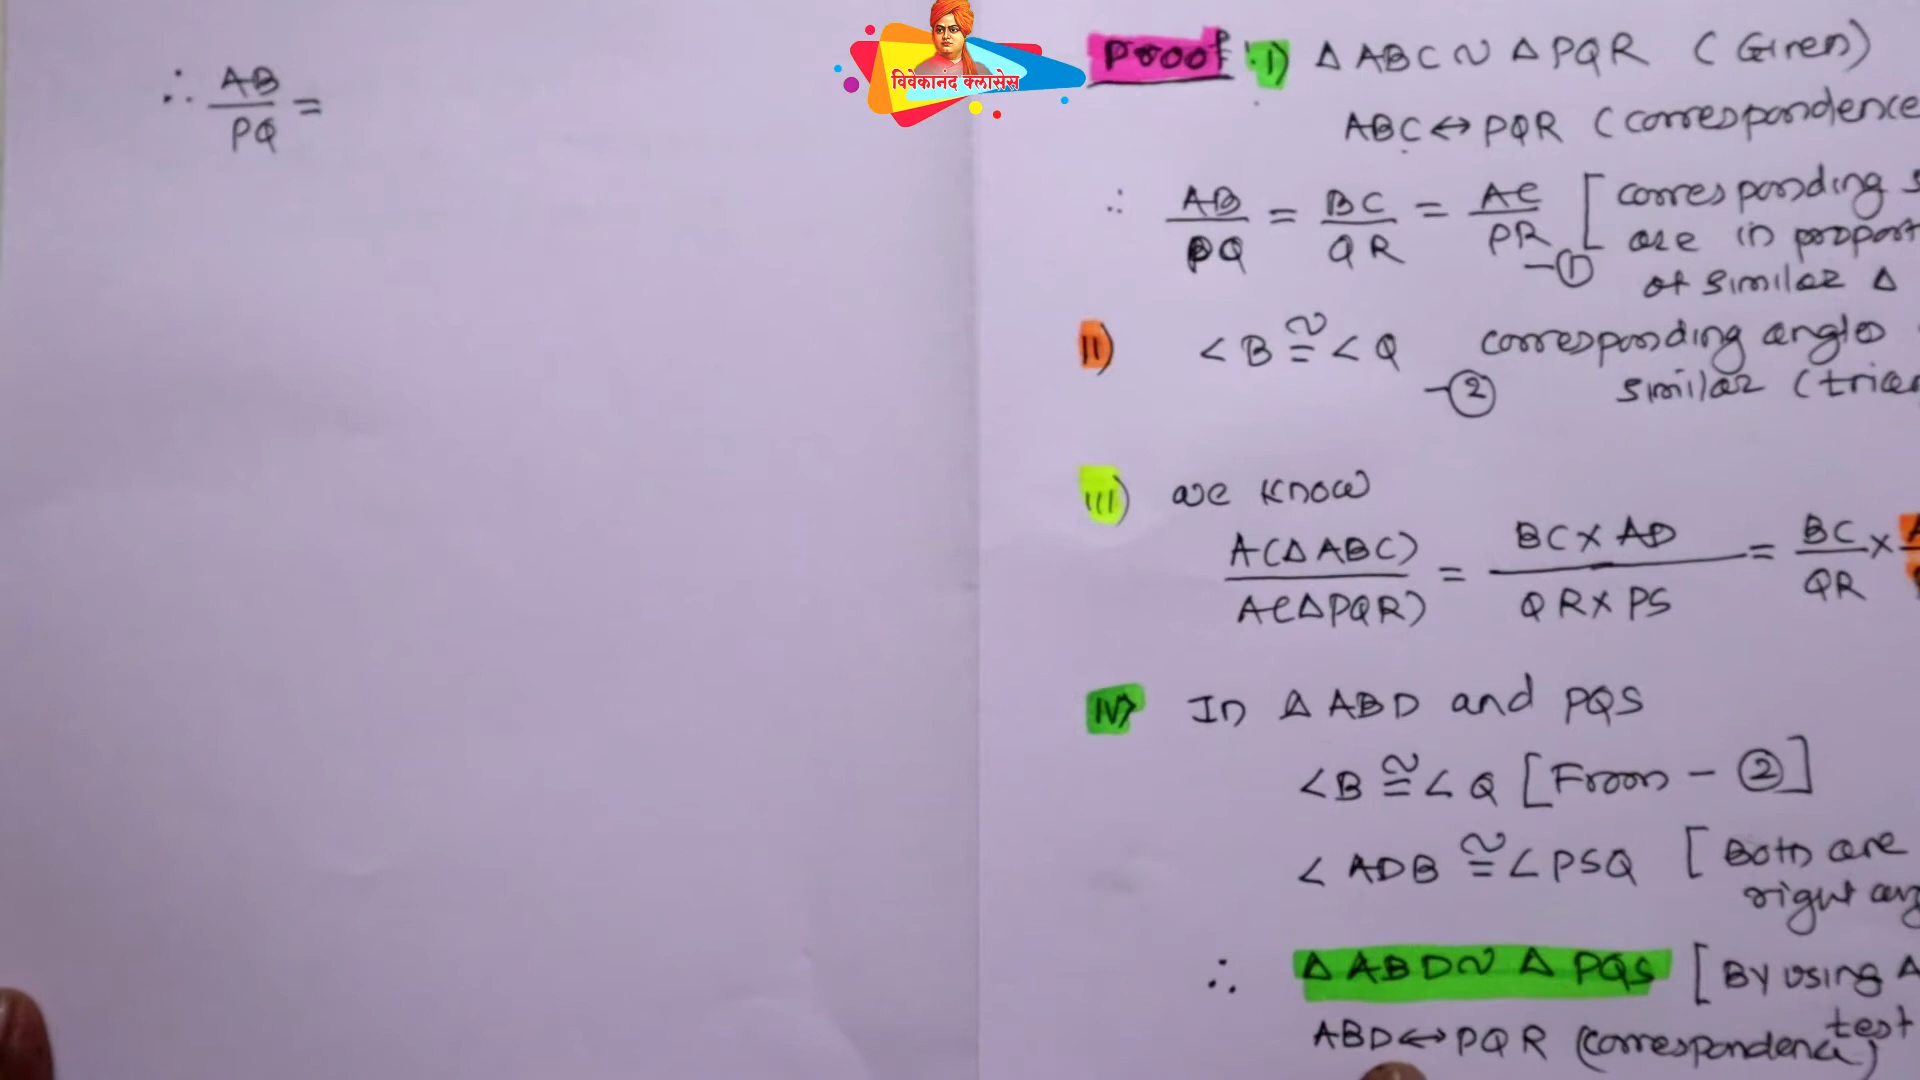 ∴ AB/PQ =
विवेकानंद क्लासेस
Proof : i) Δ ABC ~ Δ PQR (Given)
ABC ↔ PQR (correspondence
∴ AB/PQ = BC/QR = AC/PR [corresponding s
are in proport
–① of similar Δ
ii) <B ≅ <Q corresponding angles
–② similar (trian
iii) we know
A(ΔABC)/A(ΔPQR) = BC×AD/QR×PS = BC/QR ×
iv) In Δ ABD and PQS
<B ≅ <Q [From – ②]
< ADB ≅ <PSQ [Both are
right ang
∴ Δ ABD ~ Δ PQS [By using A
test
ABD ↔ PQR (correspondence)